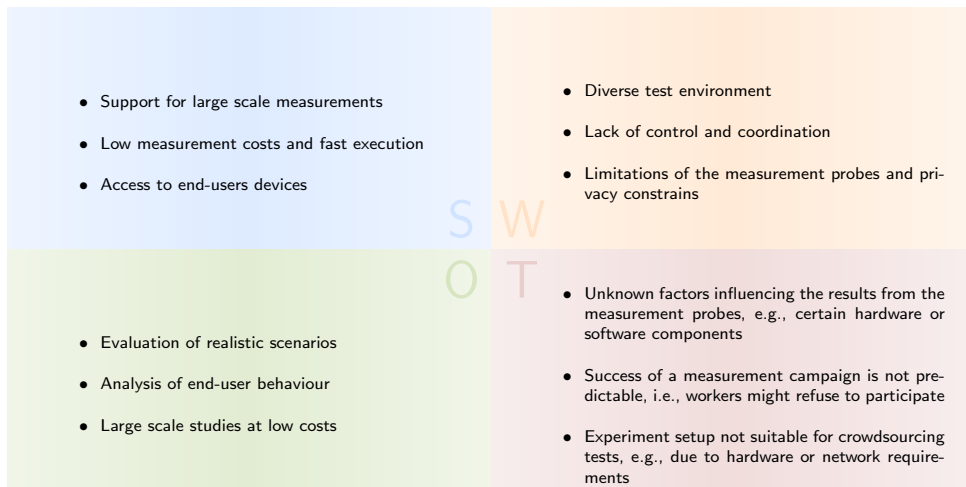 • Support for large scale measurements
• Low measurement costs and fast execution
• Access to end-users devices
• Diverse test environment
• Lack of control and coordination
• Limitations of the measurement probes and pri-
vacy constrains
S W
O T
• Evaluation of realistic scenarios
• Analysis of end-user behaviour
• Large scale studies at low costs
• Unknown factors influencing the results from the
measurement probes, e.g., certain hardware or
software components
• Success of a measurement campaign is not pre-
dictable, i.e., workers might refuse to participate
• Experiment setup not suitable for crowdsourcing
tests, e.g., due to hardware or network require-
ments